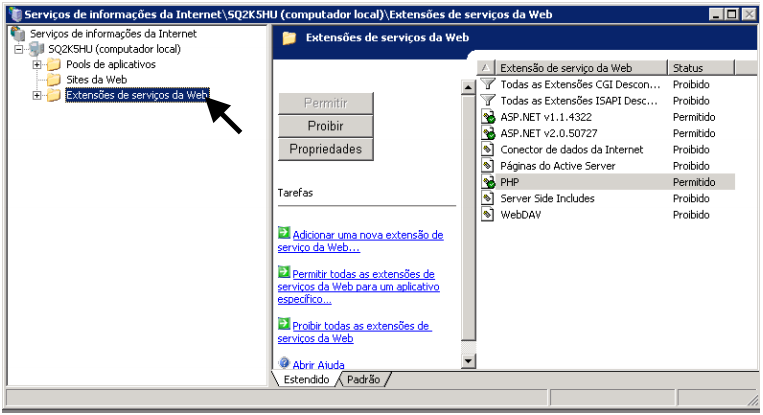 Serviços de informações da Internet\SQ2K5HU (computador local)\Extensões de serviços da Web
Serviços de informações da Internet
SQ2K5HU (computador local)
Pools de aplicativos
Sites da Web
Extensões de serviços da Web
Extensões de serviços da Web
Permitir
Proibir
Propriedades
Tarefas
Adicionar uma nova extensão de
serviço da Web...
Permitir todas as extensões de
serviços da Web para um aplicativo
específico...
Proibir todas as extensões de
serviços da Web
Abrir Ajuda
Extensão de serviço da Web Status
Todas as Extensões CGI Descon... Proibido
Todas as Extensões ISAPI Desc... Proibido
ASP.NET v1.1.4322 Permitido
ASP.NET v2.0.50727 Permitido
Conector de dados da Internet Proibido
Páginas do Active Server Proibido
PHP Permitido
Server Side Includes Proibido
WebDAV Proibido
Estendido Padrão